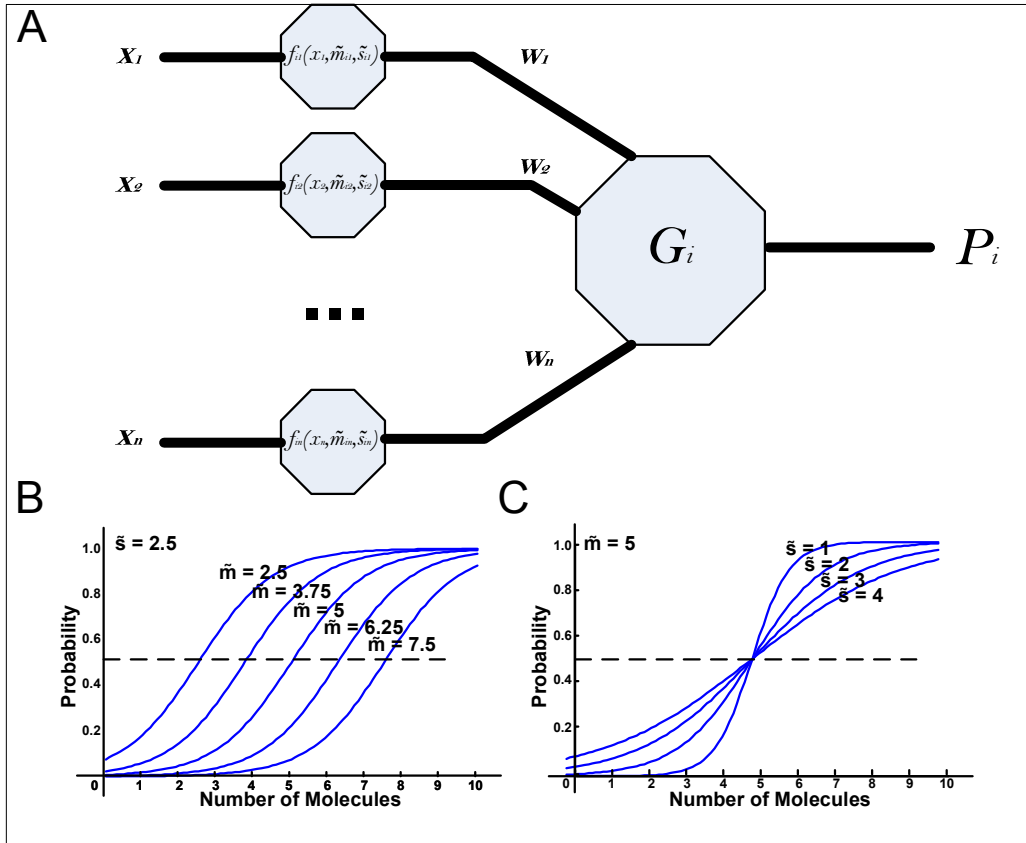 A
x₁ fᵢ₁(x₁,m̃ᵢ₁,s̃ᵢ₁) w₁
x₂ fᵢ₂(x₂,m̃ᵢ₂,s̃ᵢ₂) w₂
Gᵢ Pᵢ
...
xₙ fᵢₙ(xₙ,m̃ᵢₙ,s̃ᵢₙ) wₙ
B
s̃ = 2.5
m̃ = 2.5
m̃ = 3.75
m̃ = 5
m̃ = 6.25
m̃ = 7.5
Probability
1.0
0.8
0.6
0.4
0.2
0 1 2 3 4 5 6 7 8 9 10
Number of Molecules
C
m̃ = 5
s̃ = 1
s̃ = 2
s̃ = 3
s̃ = 4
Probability
1.0
0.8
0.6
0.4
0.2
0 0 1 2 3 4 5 6 7 8 9 10
Number of Molecules